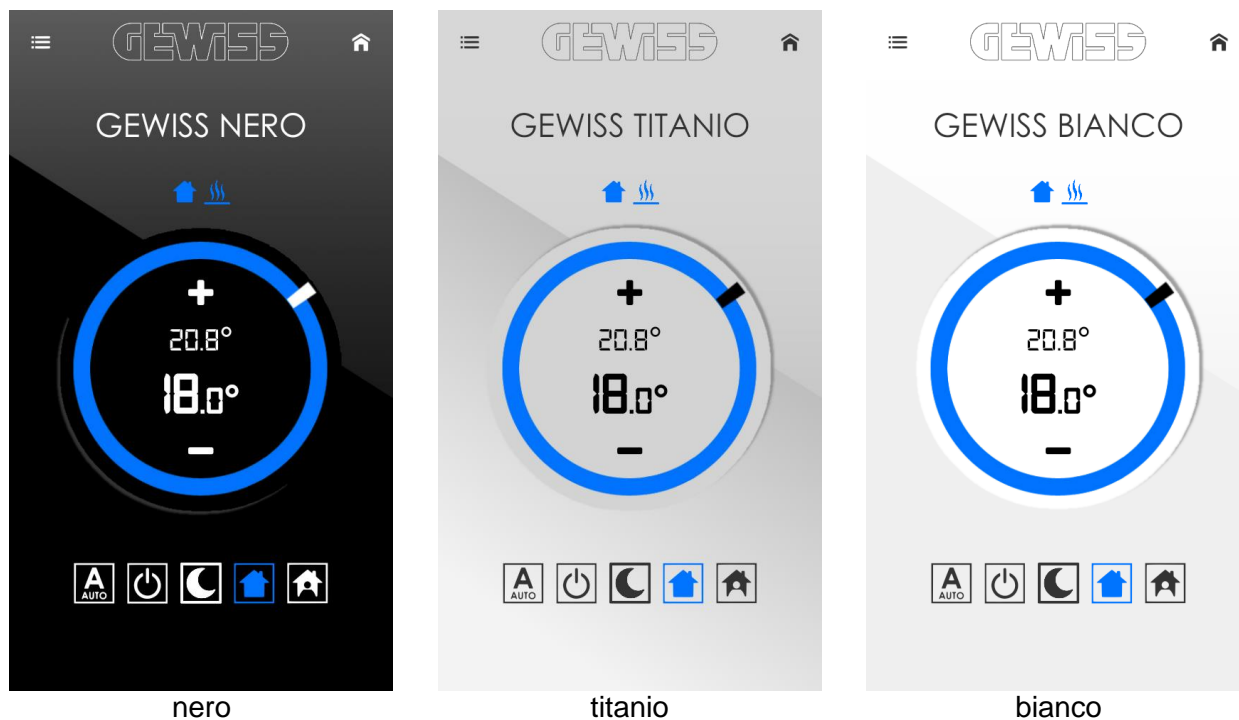 GEWISS
GEWISS NERO
20.8°
18.0°
A
AUTO
nero
GEWISS
GEWISS TITANIO
20.8°
18.0°
A
AUTO
titanio
GEWISS
GEWISS BIANCO
20.8°
18.0°
A
AUTO
bianco